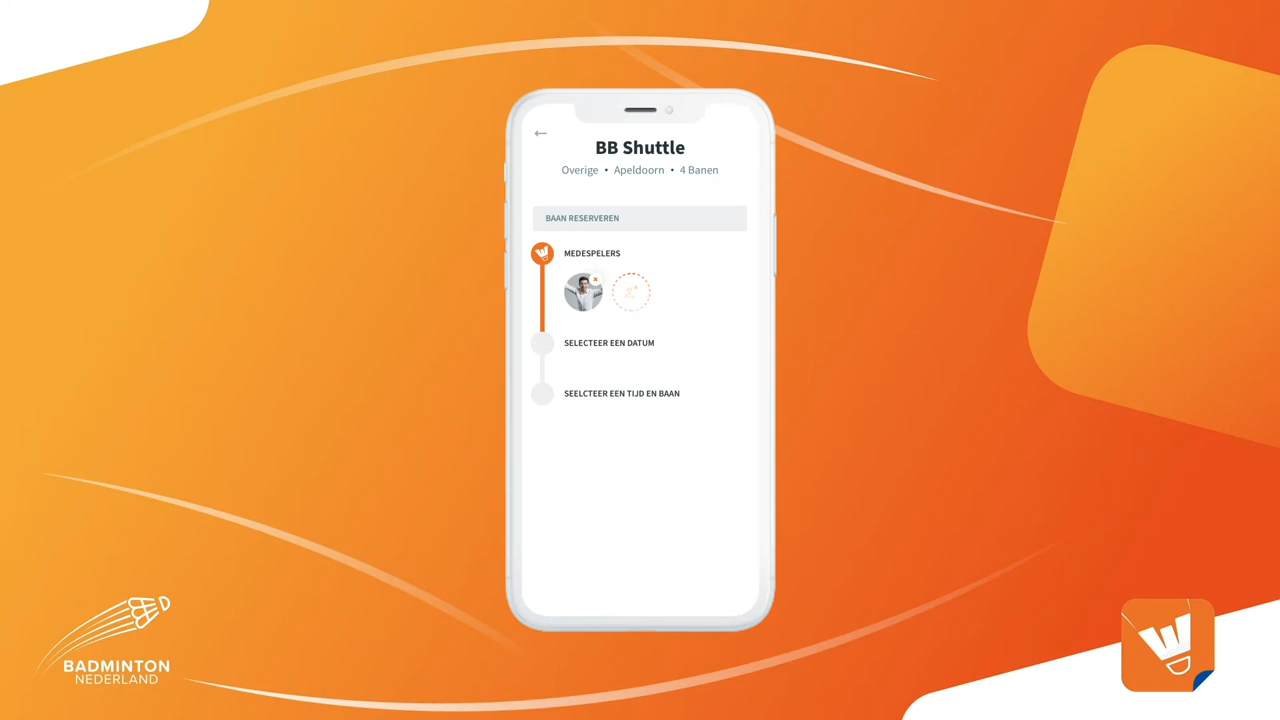 BB Shuttle
Overige • Apeldoorn • 4 Banen
BAAN RESERVEREN
MEDESPELERS
SELECTEER EEN DATUM
SEELCTEER EEN TIJD EN BAAN
BADMINTON
NEDERLAND